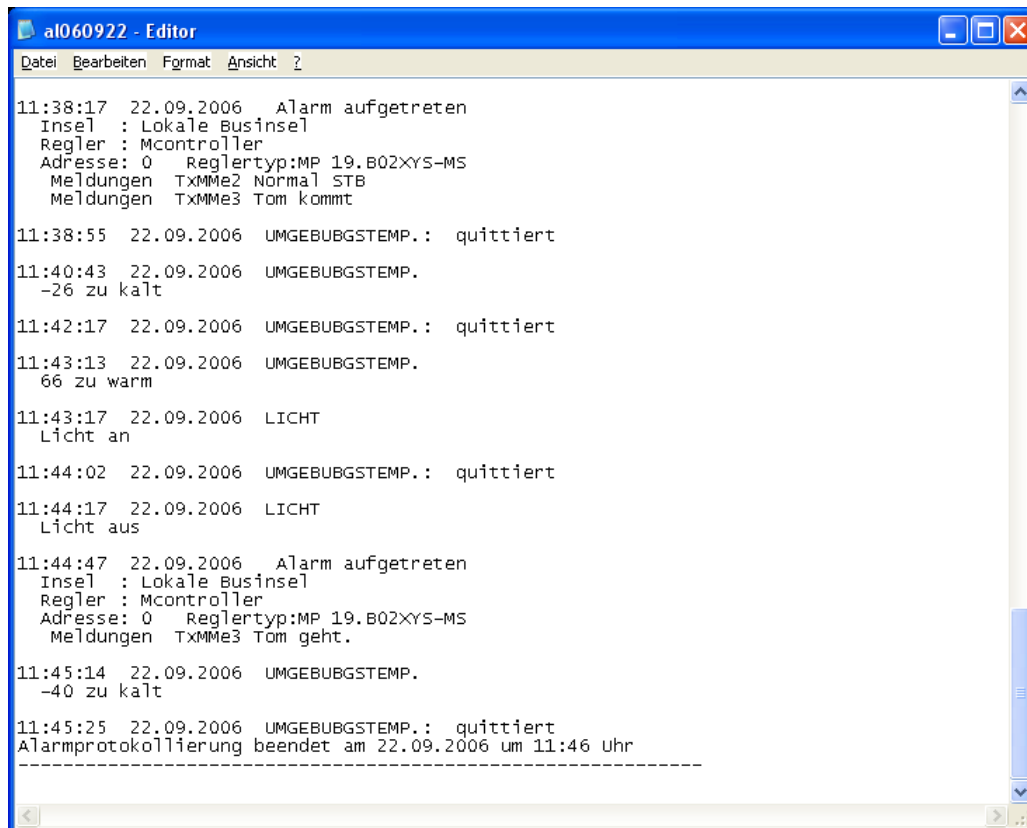 al060922 - Editor
Datei Bearbeiten Format Ansicht ?
11:38:17 22.09.2006 Alarm aufgetreten
Insel : Lokale Businsel
Regler : Mcontroller
Adresse: 0 Reglertyp:MP 19.B02XYS-MS
Meldungen TxMMe2 Normal STB
Meldungen TxMMe3 Tom kommt
11:38:55 22.09.2006 UMGEBUBGSTEMP.: quittiert
11:40:43 22.09.2006 UMGEBUBGSTEMP.
-26 zu kalt
11:42:17 22.09.2006 UMGEBUBGSTEMP.: quittiert
11:43:13 22.09.2006 UMGEBUBGSTEMP.
66 zu warm
11:43:17 22.09.2006 LICHT
Licht an
11:44:02 22.09.2006 UMGEBUBGSTEMP.: quittiert
11:44:17 22.09.2006 LICHT
Licht aus
11:44:47 22.09.2006 Alarm aufgetreten
Insel : Lokale Businsel
Regler : Mcontroller
Adresse: 0 Reglertyp:MP 19.B02XYS-MS
Meldungen TxMMe3 Tom geht.
11:45:14 22.09.2006 UMGEBUBGSTEMP.
-40 zu kalt
11:45:25 22.09.2006 UMGEBUBGSTEMP.: quittiert
Alarmprotokollierung beendet am 22.09.2006 um 11:46 Uhr
-------------------------------------------------------------